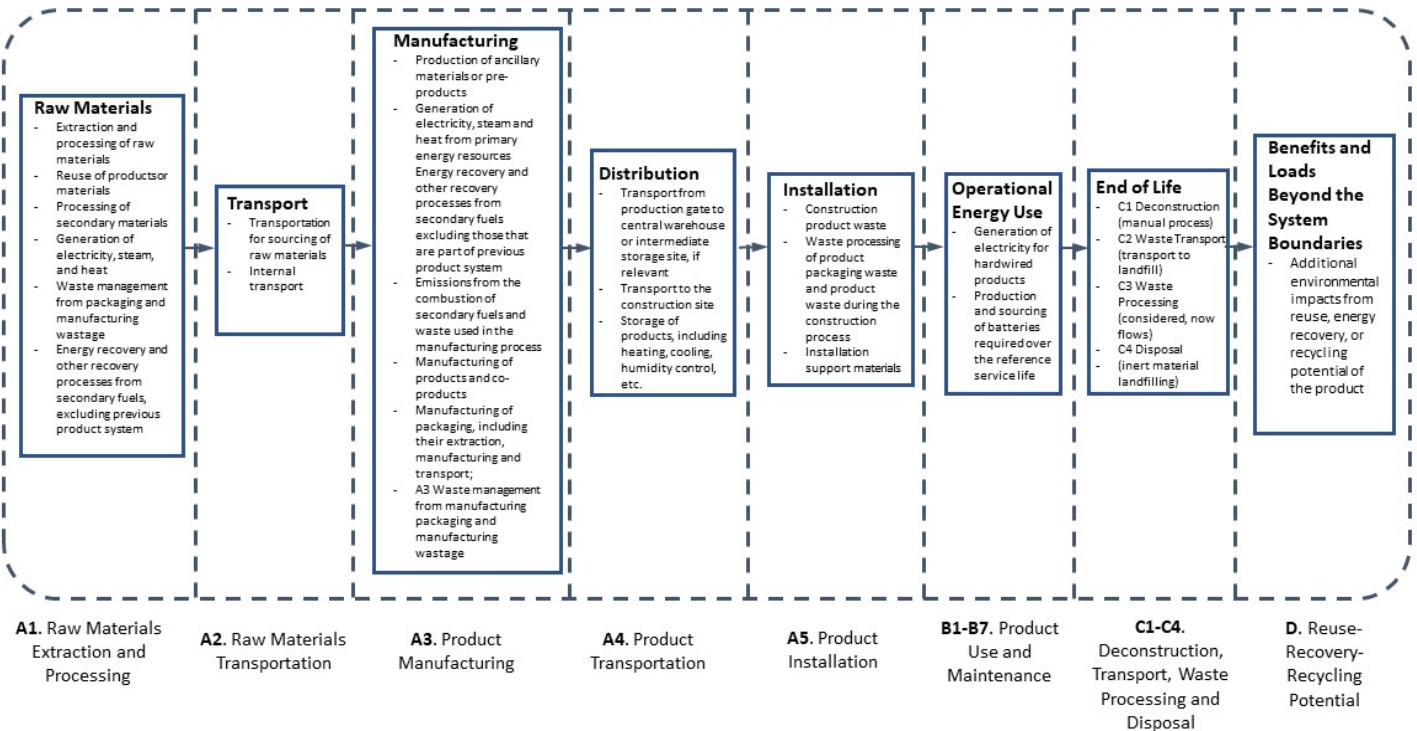 Raw Materials
- Extraction and
processing of raw
materials
- Reuse of productsor
materials
- Processing of
secondary materials
- Generation of
electricity, steam,
and heat
- Waste management
from packaging and
manufacturing
wastage
- Energy recovery and
other recovery
processes from
secondary fuels,
excluding previous
product system
Transport
- Transportation
for sourcing of
raw materials
- Internal
transport
Manufacturing
- Production of ancillary
materials or pre-
products
- Generation of
electricity, steam and
heat from primary
energy resources
Energy recovery and
other recovery
processes from
secondary fuels
excluding those that
are part of previous
product system
- Emissions from the
combustion of
secondary fuels and
waste used in the
manufacturing process
- Manufacturing of
products and co-
products
- Manufacturing of
packaging, including
their extraction,
manufacturing and
transport;
- A3 Waste management
from manufacturing
packaging and
manufacturing
wastage
Distribution
- Transport from
production gate to
central warehouse
or intermediate
storage site, if
relevant
- Transport to the
construction site
- Storage of
products, including
heating, cooling,
humidity control,
etc.
Installation
- Construction
product waste
- Waste processing
of product
packaging waste
and product
waste during the
construction
process
- Installation
support materials
Operational
Energy Use
- Generation of
electricity for
hardwired
products
- Production
and sourcing
of batteries
required over
the reference
service life
End of Life
- C1 Deconstruction
- (manual process)
- C2 Waste Transport
- (transport to
landfill)
- C3 Waste
Processing
- (considered, now
flows)
- C4 Disposal
- (inert material
landfilling)
Benefits and
Loads
Beyond the
System
Boundaries
- Additional
environmental
impacts from
reuse, energy
recovery, or
recycling
potential of
the product
A1. Raw Materials
Extraction and
Processing
A2. Raw Materials
Transportation
A3. Product
Manufacturing
A4. Product
Transportation
A5. Product
Installation
B1-B7. Product
Use and
Maintenance
C1-C4.
Deconstruction,
Transport, Waste
Processing and
Disposal
D. Reuse-
Recovery-
Recycling
Potential